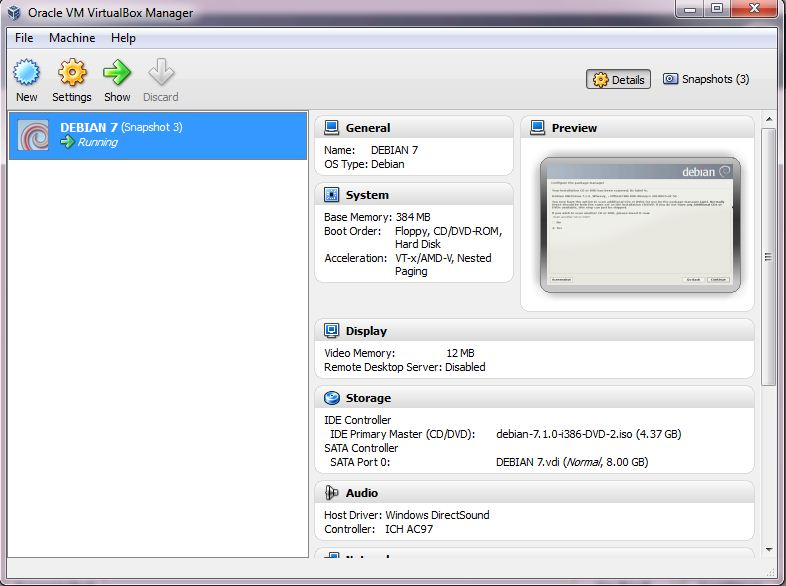 Oracle VM VirtualBox Manager
File Machine Help
New Settings Show Discard
Details Snapshots (3)
DEBIAN 7 (Snapshot 3)
Running
General
Name: DEBIAN 7
OS Type: Debian
System
Base Memory: 384 MB
Boot Order: Floppy, CD/DVD-ROM,
Hard Disk
Acceleration: VT-x/AMD-V, Nested
Paging
Preview
debian
Configure the package manager
Display
Video Memory: 12 MB
Remote Desktop Server: Disabled
Storage
IDE Controller
IDE Primary Master (CD/DVD): debian-7.1.0-i386-DVD-2.iso (4.37 GB)
SATA Controller
SATA Port 0: DEBIAN 7.vdi (Normal, 8.00 GB)
Audio
Host Driver: Windows DirectSound
Controller: ICH AC97